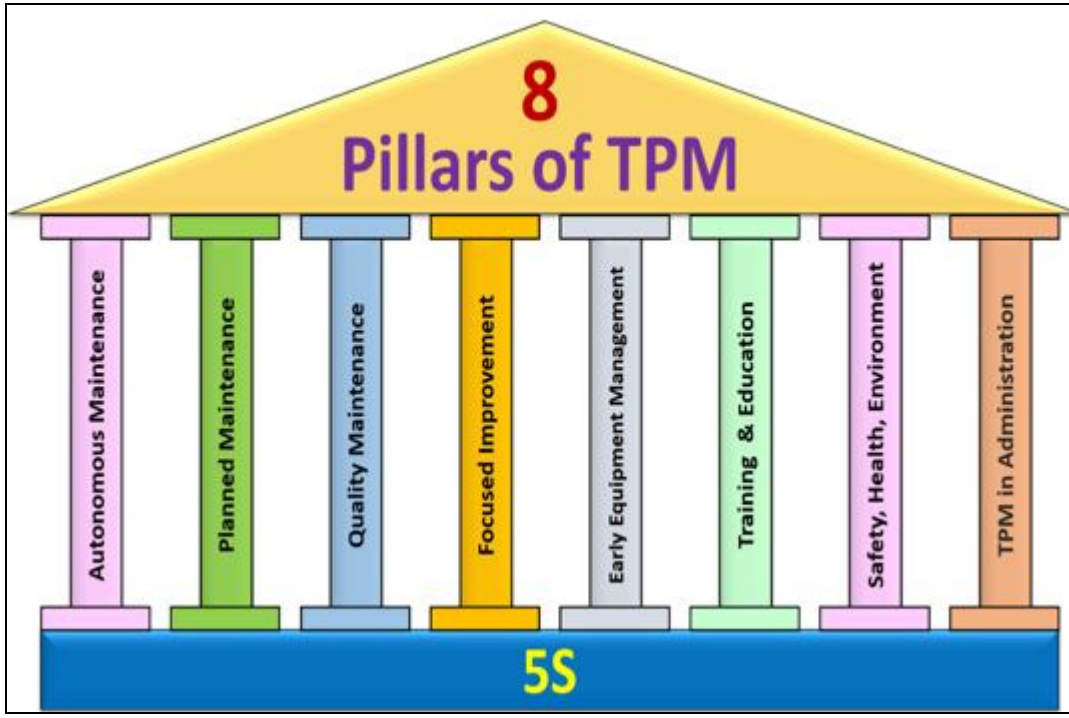 8
Pillars of TPM
Autonomous Maintenance
Planned Maintenance
Quality Maintenance
Focused Improvement
Early Equipment Management
Training & Education
Safety, Health, Environment
TPM in Administration
5S